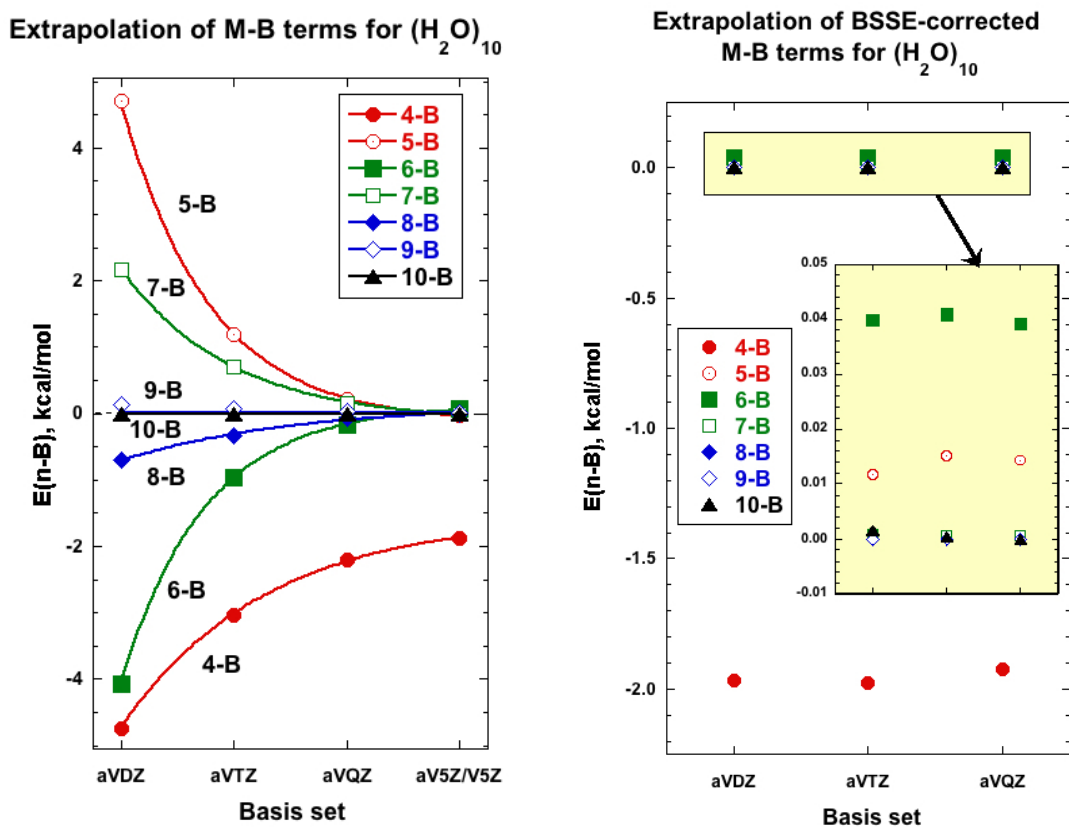 Extrapolation of M-B terms for (H2O)10
E(n-B), kcal/mol
4
2
0
-2
-4
4-B
5-B
6-B
7-B
8-B
9-B
10-B
5-B
7-B
9-B
10-B
8-B
6-B
4-B
aVDZ aVTZ aVQZ aV5Z/V5Z
Basis set
Extrapolation of BSSE-corrected
M-B terms for (H2O)10
E(n-B), kcal/mol
0.0
-0.5
-1.0
-1.5
-2.0
4-B
5-B
6-B
7-B
8-B
9-B
10-B
0.05
0.04
0.03
0.02
0.01
0.00
-0.01
aVDZ aVTZ aVQZ
Basis set